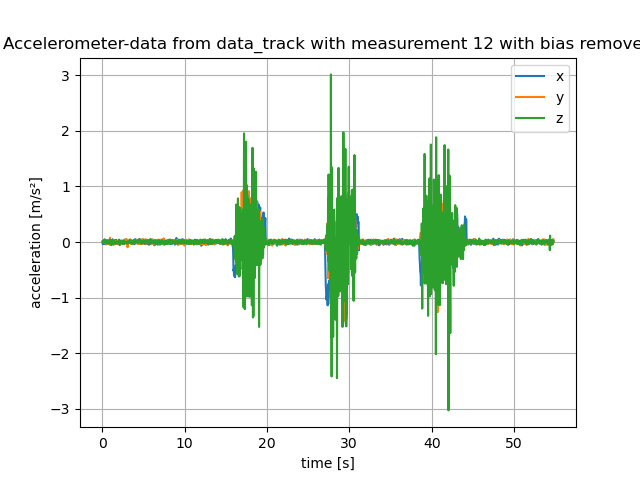 Accelerometer-data from data_track with measurement 12 with bias remove
x
y
z
3
2
1
0
−1
−2
−3
acceleration [m/s²]
0
10
20
30
40
50
time [s]